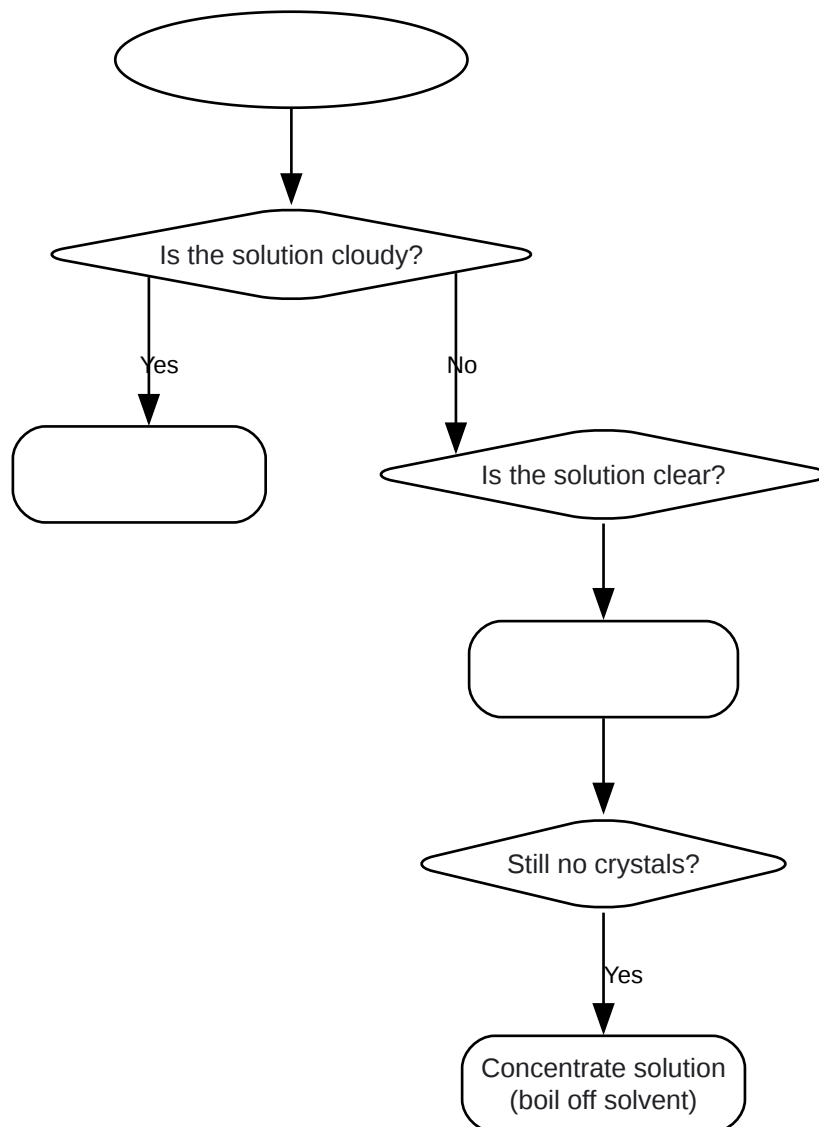 Is the solution cloudy?
Yes
No
Is the solution clear?
Still no crystals?
Yes
Concentrate solution
(boil off solvent)